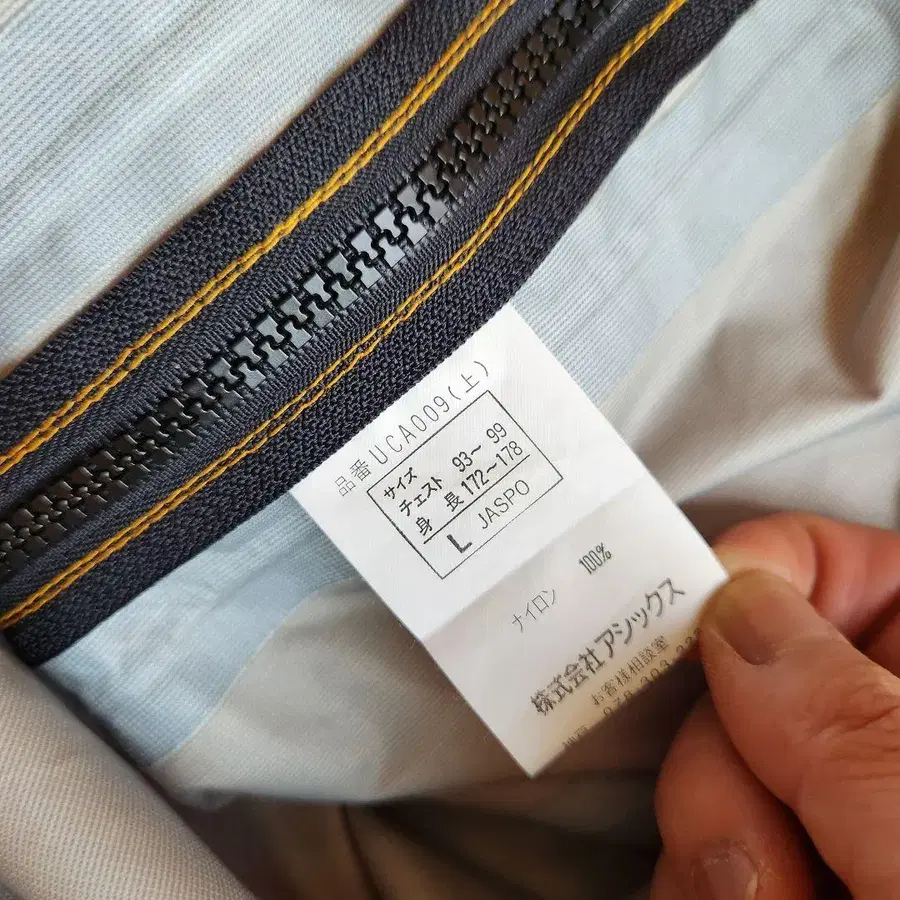 品番 UCA009(上)
サイズ
チェスト 93〜 99
身 長 172〜178
L JASPO
ナイロン 100%
株式会社 アシックス
お客様相談室
078-303-